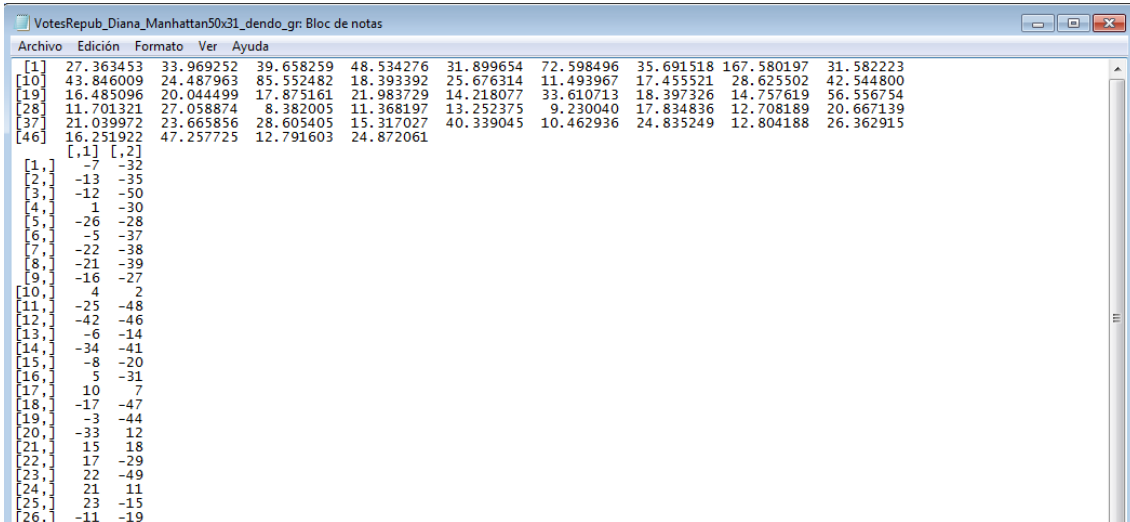 VotesRepub_Diana_Manhattan50x31_dendo_gr: Bloc de notas
Archivo Edición Formato Ver Ayuda
[1] 27.363453 33.969252 39.658259 48.534276 31.899654 72.598496 35.691518 167.580197 31.582223
[10] 43.846009 24.487963 85.552482 18.393392 25.676314 11.493967 17.455521 28.625502 42.544800
[19] 16.485096 20.044499 17.875161 21.983729 14.218077 33.610713 18.397326 14.757619 56.556754
[28] 11.701321 27.058874 8.382005 11.368197 13.252375 9.230040 17.834836 12.708189 20.667139
[37] 21.039972 23.665856 28.605405 15.317027 40.339045 10.462936 24.835249 12.804188 26.362915
[46] 16.251922 47.257725 12.791603 24.872061
[,1] [,2]
[1,] -7 -32
[2,] -13 -35
[3,] -12 -50
[4,] 1 -30
[5,] -26 -28
[6,] -5 -37
[7,] -22 -38
[8,] -21 -39
[9,] -16 -27
[10,] 4 2
[11,] -25 -48
[12,] -42 -46
[13,] -6 -14
[14,] -34 -41
[15,] -8 -20
[16,] 5 -31
[17,] 10 7
[18,] -17 -47
[19,] -3 -44
[20,] -33 12
[21,] 15 18
[22,] 17 -29
[23,] 22 -49
[24,] 21 11
[25,] 23 -15
[26,] -11 -19